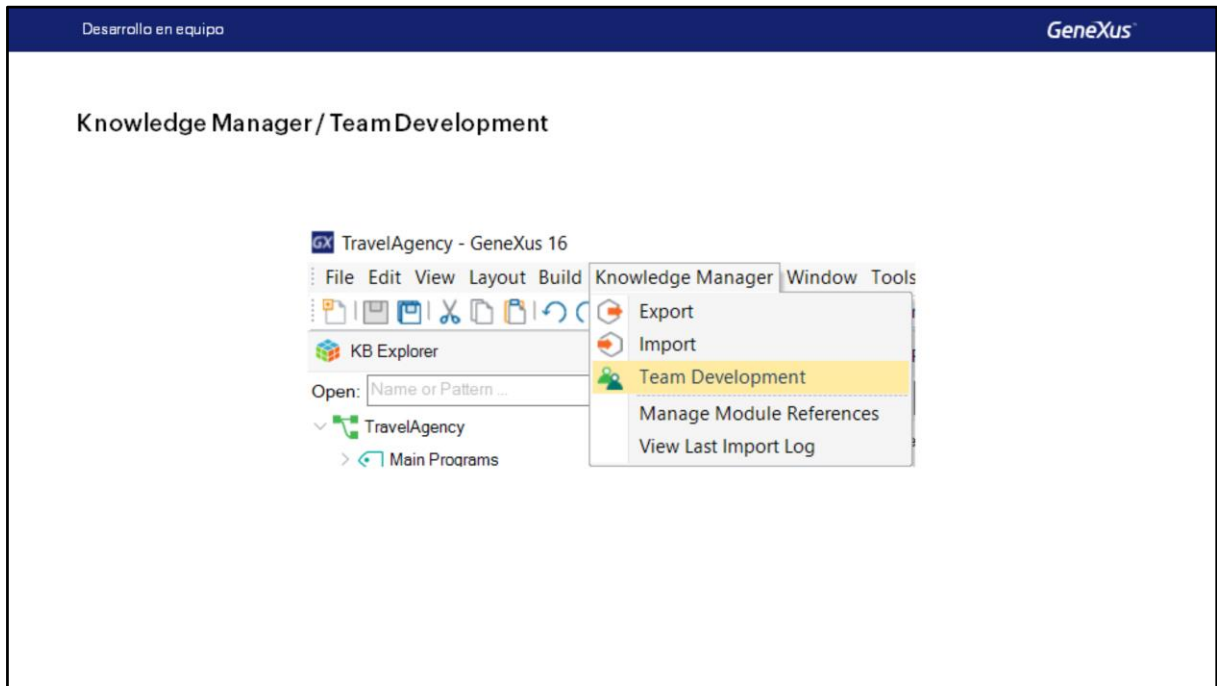 Desarrollo en equipo
GeneXus™
Knowledge Manager / Team Development
GX TravelAgency - GeneXus 16
File Edit View Layout Build Knowledge Manager Window Tools
Export
KB Explorer
Import
Open: Name or Pattern ...
Team Development
TravelAgency
Manage Module References
Main Programs
View Last Import Log